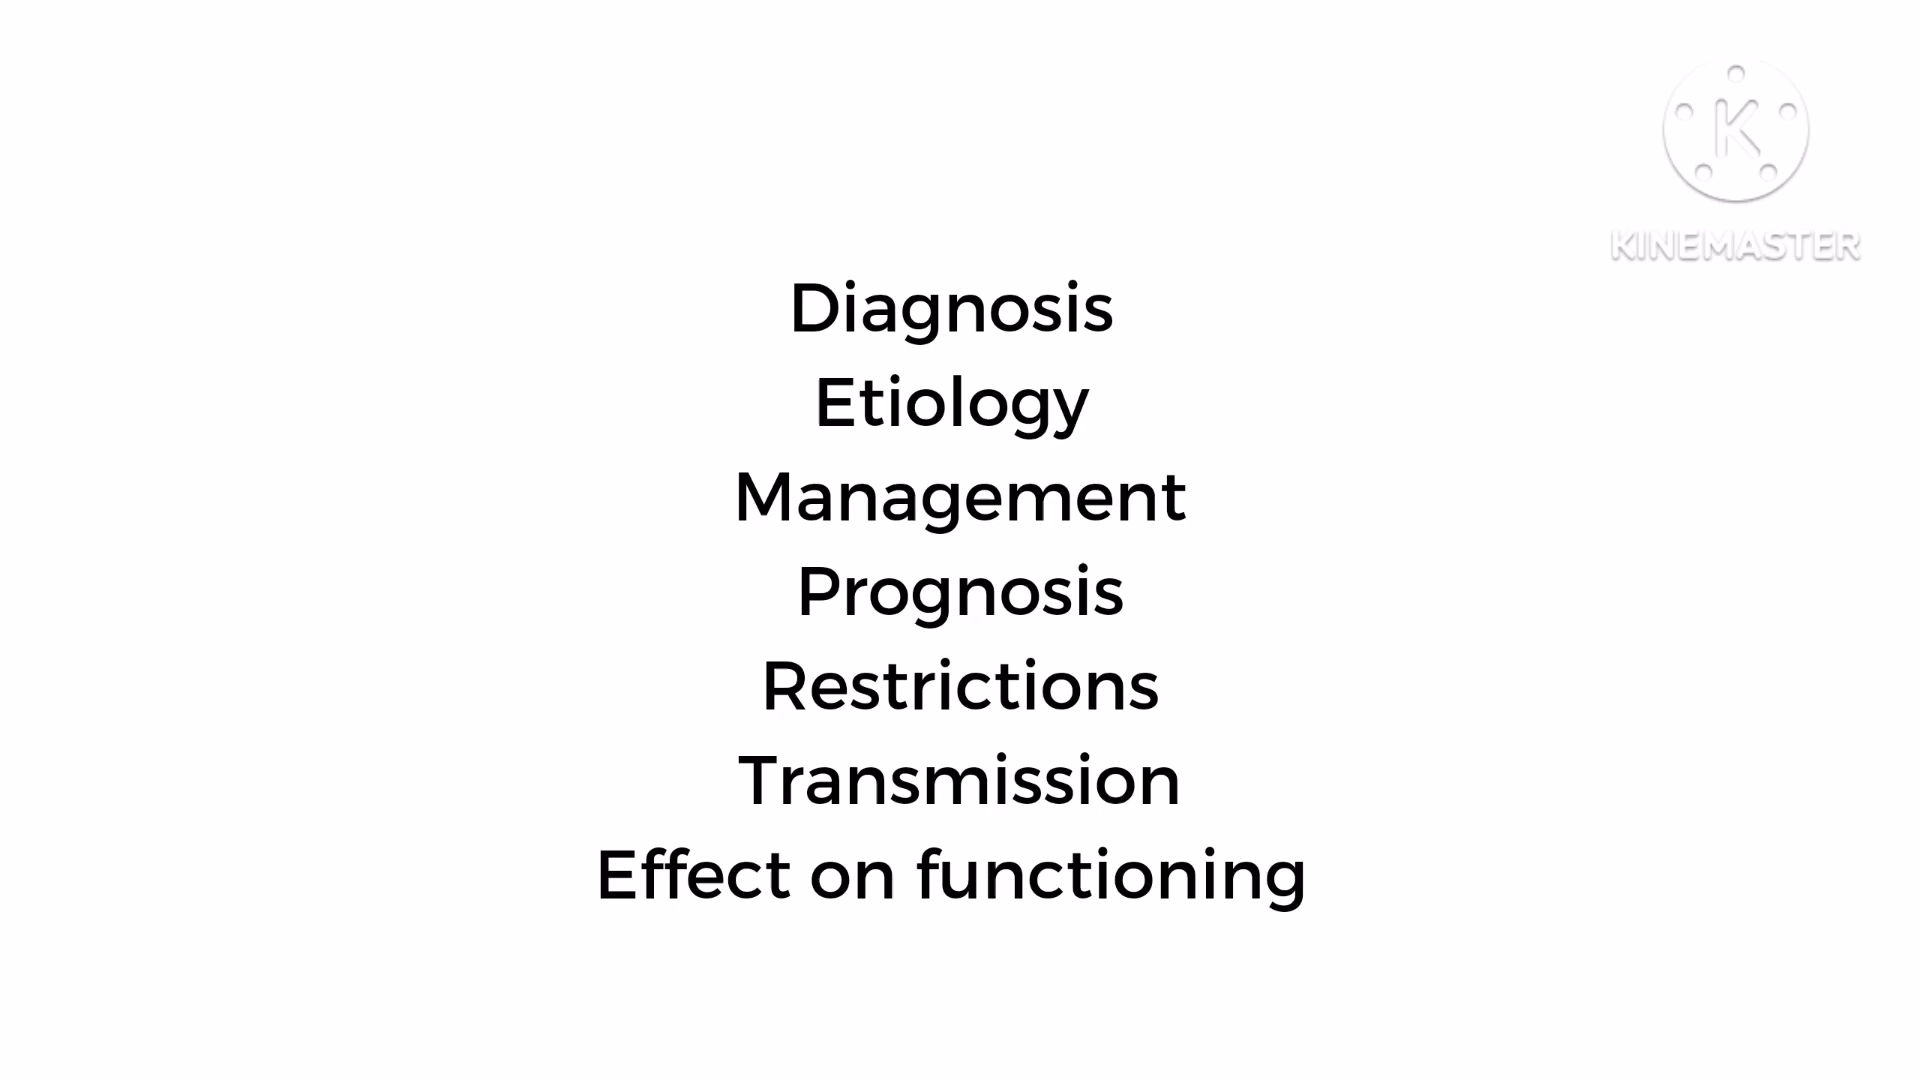 K
KINEMASTER
Diagnosis
Etiology
Management
Prognosis
Restrictions
Transmission
Effect on functioning